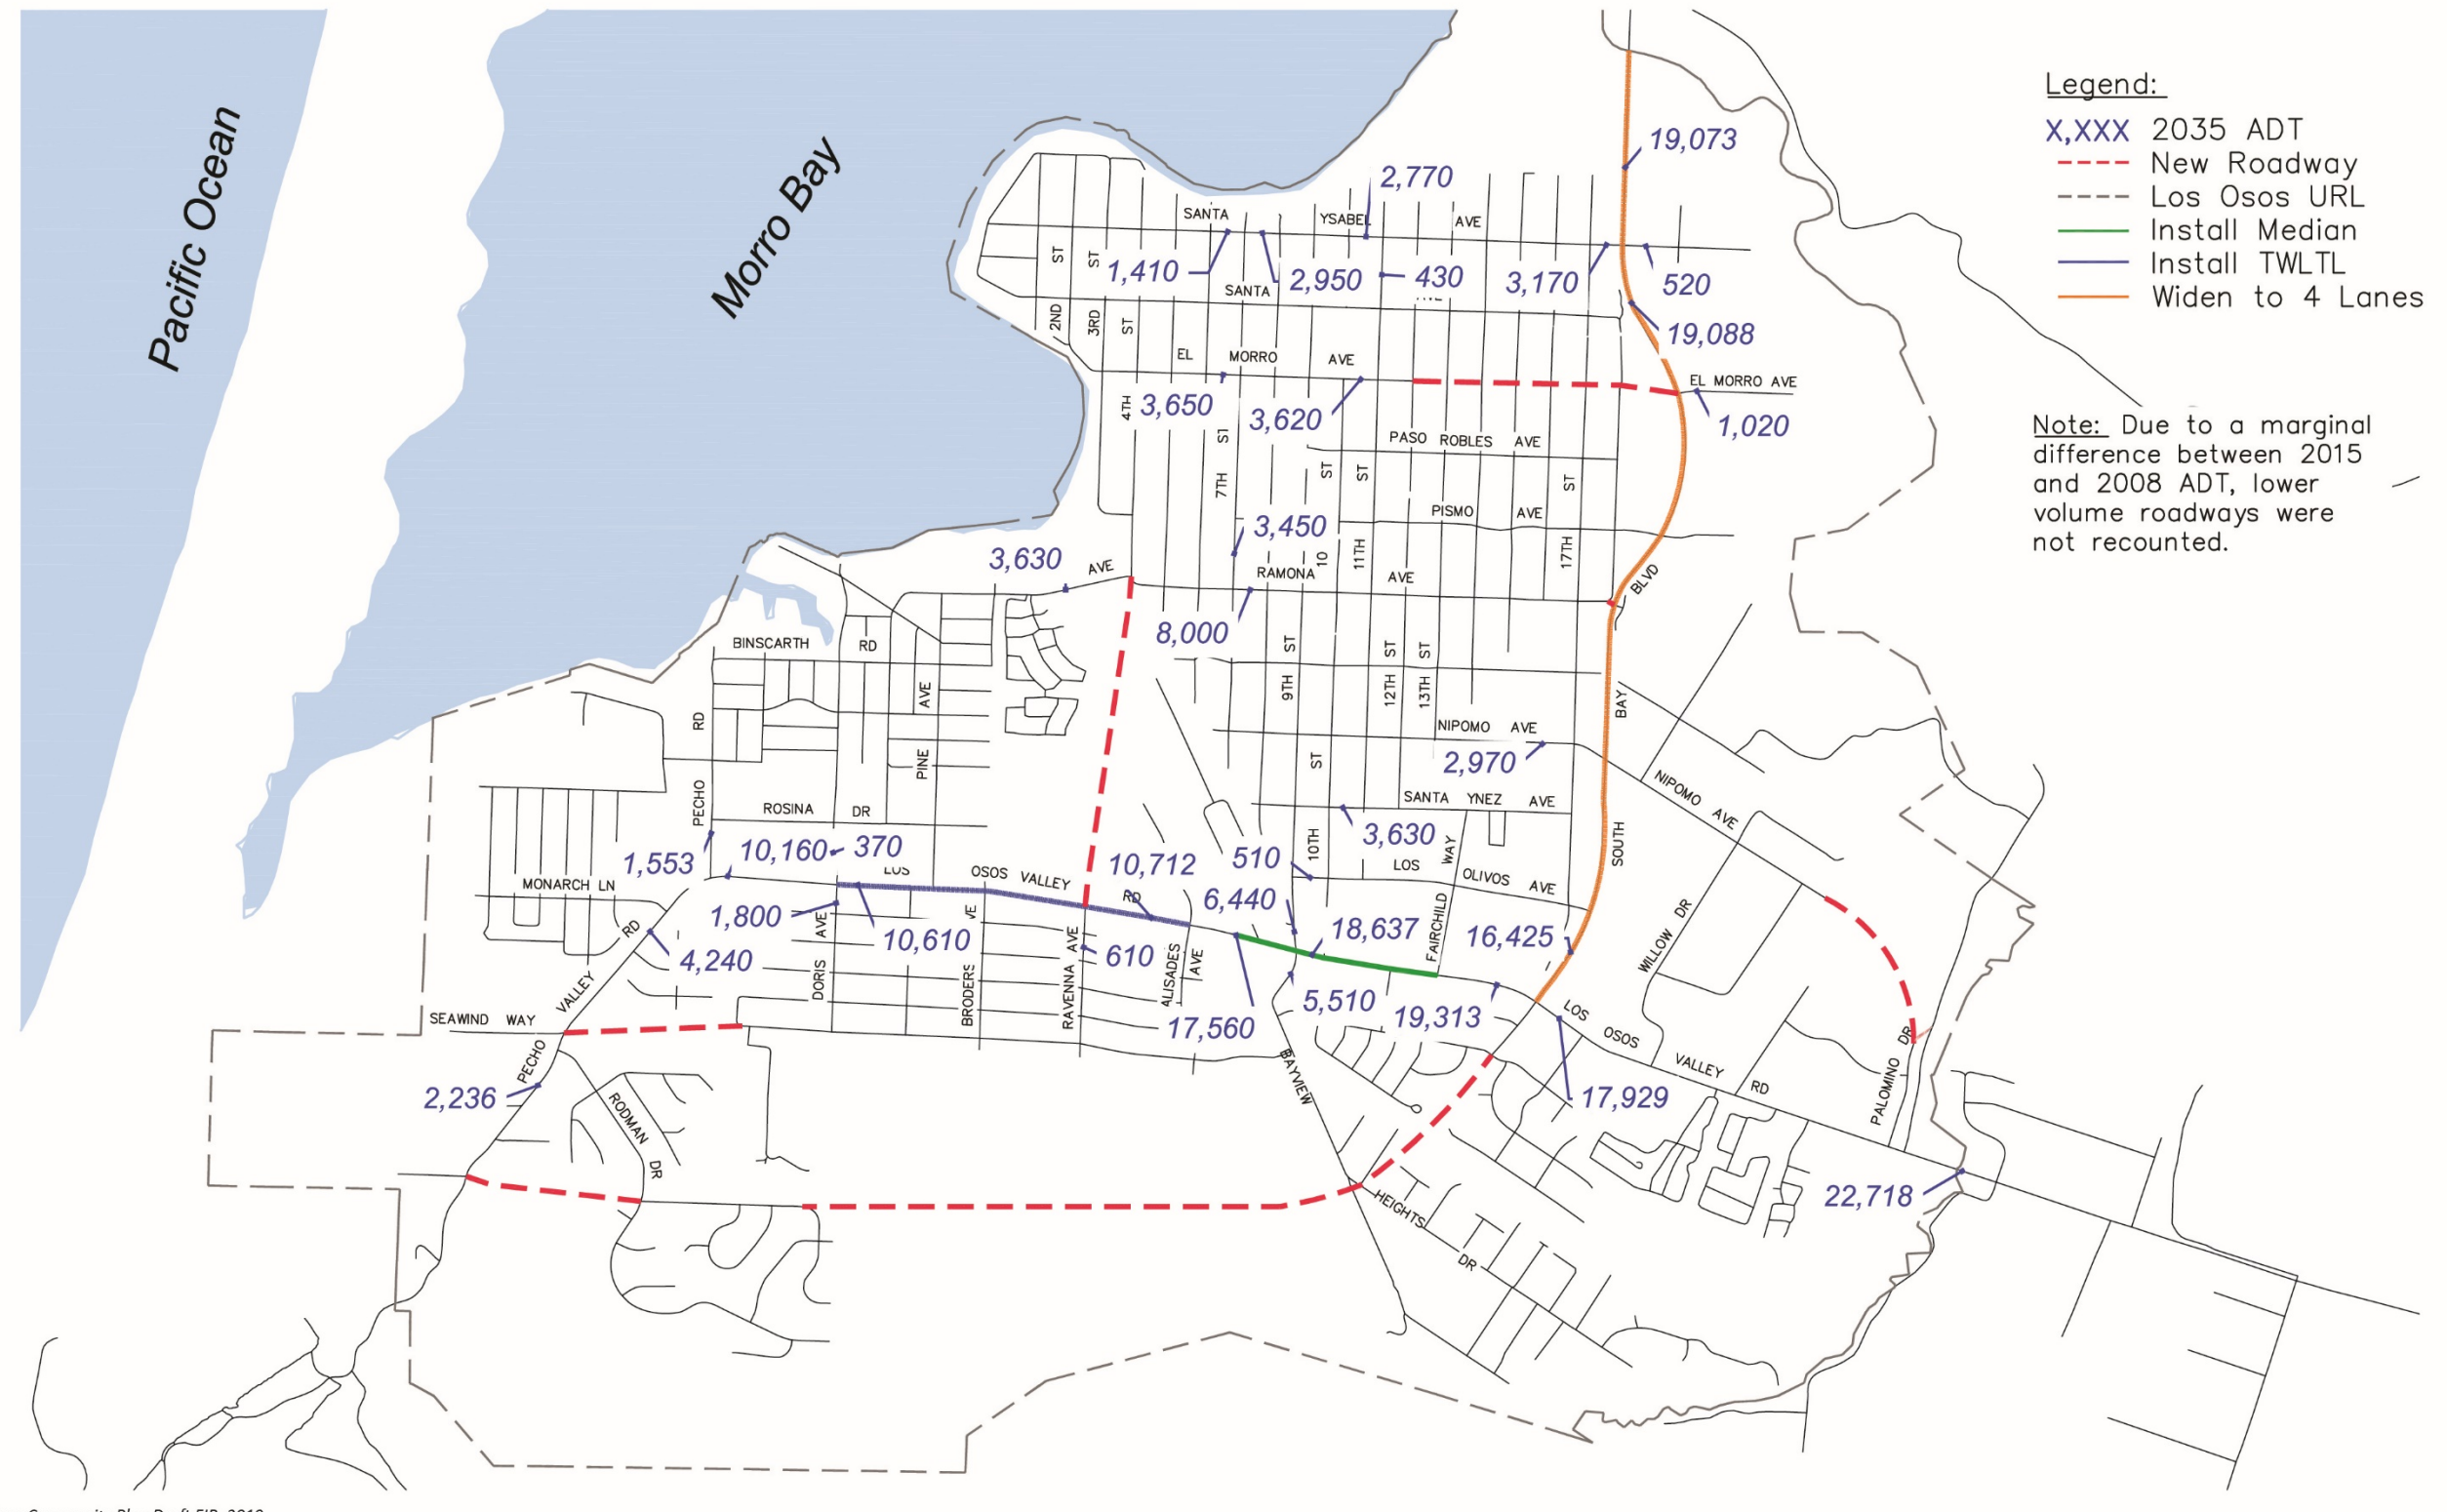 Pacific Ocean
Morro Bay
Legend:
X,XXX 2035 ADT
New Roadway
Los Osos URL
Install Median
Install TWLTL
Widen to 4 Lanes
Note: Due to a marginal
difference between 2015
and 2008 ADT, lower
volume roadways were
not recounted.
19,073
2,770
SANTA YSABEL AVE
ST
ST
1,410
2,950
430
3,170
520
SANTA
2ND
3RD
ST
19,088
EL MORRO AVE
EL MORRO AVE
4TH
3,650
3,620
1,020
ST
PASO ROBLES AVE
7TH
ST
ST
ST
PISMO AVE
3,450
3,630
AVE
10
11TH
17TH
RAMONA AVE
BLVD
8,000
BINSCARTH RD
ST
ST
ST
9TH
12TH
13TH
AVE
RD
BAY
NIPOMO AVE
2,970
PINE
ST
NIPOMO AVE
PECHO
ROSINA DR
SANTA YNEZ AVE
3,630
SOUTH
10TH
WAY
1,553
10,160
370
10,712
510
LOS OLIVOS AVE
MONARCH LN
LOS OSOS VALLEY RD
6,440
1,800
AVE
10,610
AVE
610
AVE
18,637
FAIRCHILD
16,425
WILLOW DR
RD
4,240
DORIS
BRODERS
RAVENNA
5,510
19,313
17,560
VALLEY
SEAWIND WAY
LOS OSOS VALLEY RD
PECHO
2,236
BAYVIEW
17,929
PALOMINO DR
RODMAN DR
22,718
HEIGHTS DR